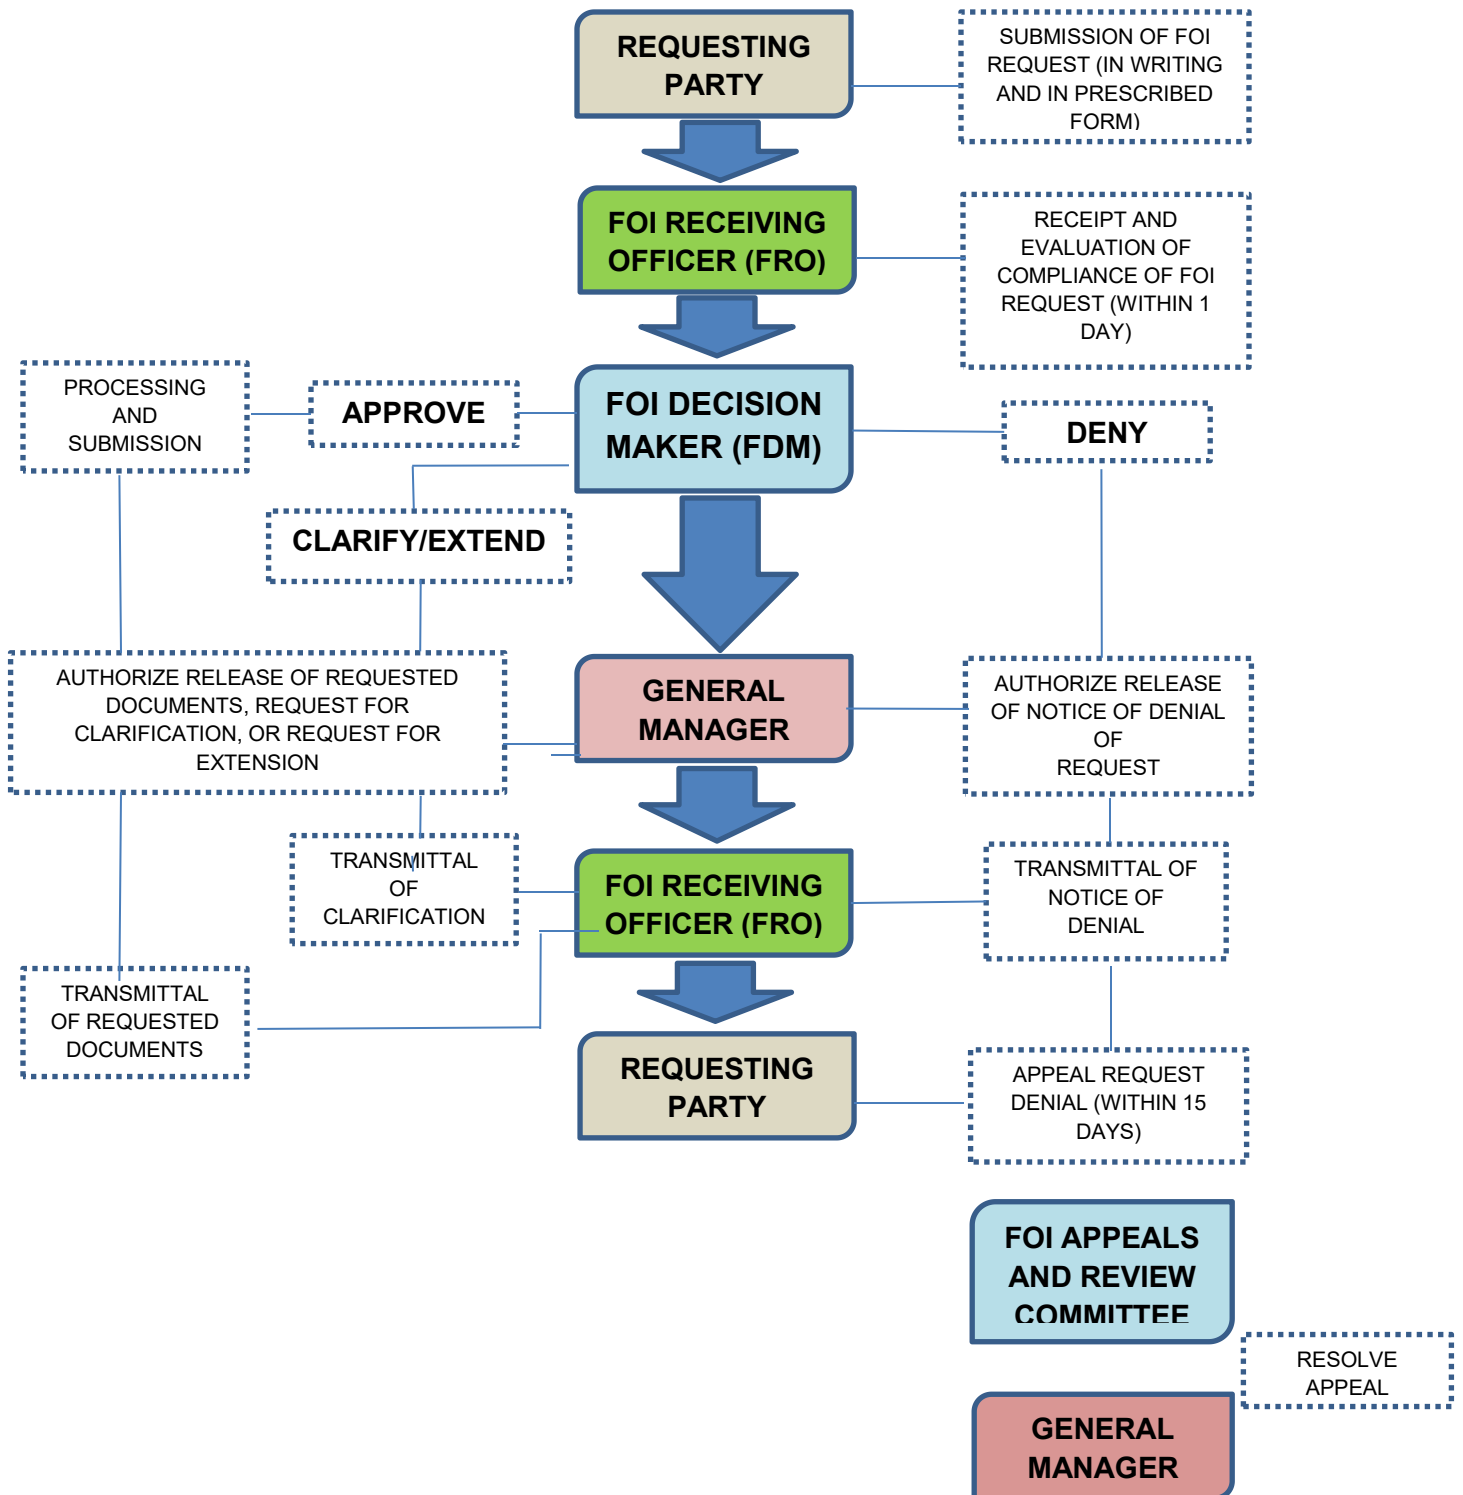 REQUESTING
PARTY
SUBMISSION OF FOI
REQUEST (IN WRITING
AND IN PRESCRIBED
FORM)
FOI RECEIVING
OFFICER (FRO)
RECEIPT AND
EVALUATION OF
COMPLIANCE OF FOI
REQUEST (WITHIN 1
DAY)
PROCESSING
AND
SUBMISSION
APPROVE
FOI DECISION
MAKER (FDM)
DENY
CLARIFY/EXTEND
AUTHORIZE RELEASE OF REQUESTED
DOCUMENTS, REQUEST FOR
CLARIFICATION, OR REQUEST FOR
EXTENSION
GENERAL
MANAGER
AUTHORIZE RELEASE
OF NOTICE OF DENIAL
OF
REQUEST
TRANSMITTAL
OF
CLARIFICATION
FOI RECEIVING
OFFICER (FRO)
TRANSMITTAL OF
NOTICE OF
DENIAL
TRANSMITTAL
OF REQUESTED
DOCUMENTS
REQUESTING
PARTY
APPEAL REQUEST
DENIAL (WITHIN 15
DAYS)
FOI APPEALS
AND REVIEW
COMMITTEE
RESOLVE
APPEAL
GENERAL
MANAGER